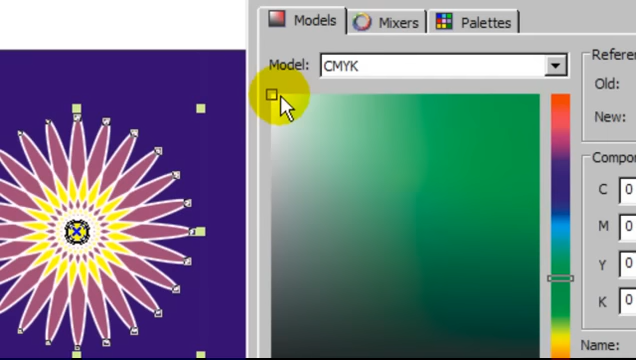 Models Mixers Palettes
Model: CMYK
Old:
New:
C 0
M 0
Y 0
K 0
Name: